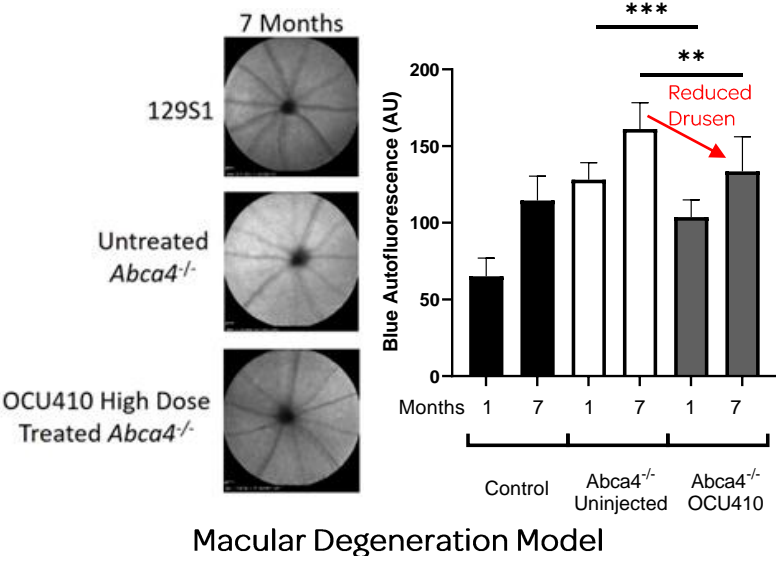 7 Months
129S1
Untreated
Abca4-/-
OCU410 High Dose
Treated Abca4-/-
***
**
Reduced
Drusen
Blue Autofluorescence (AU)
200
150
100
50
0
Months 1 7 1 7 1 7
Control
Abca4-/-
Uninjected
Abca4-/-
OCU410
Macular Degeneration Model